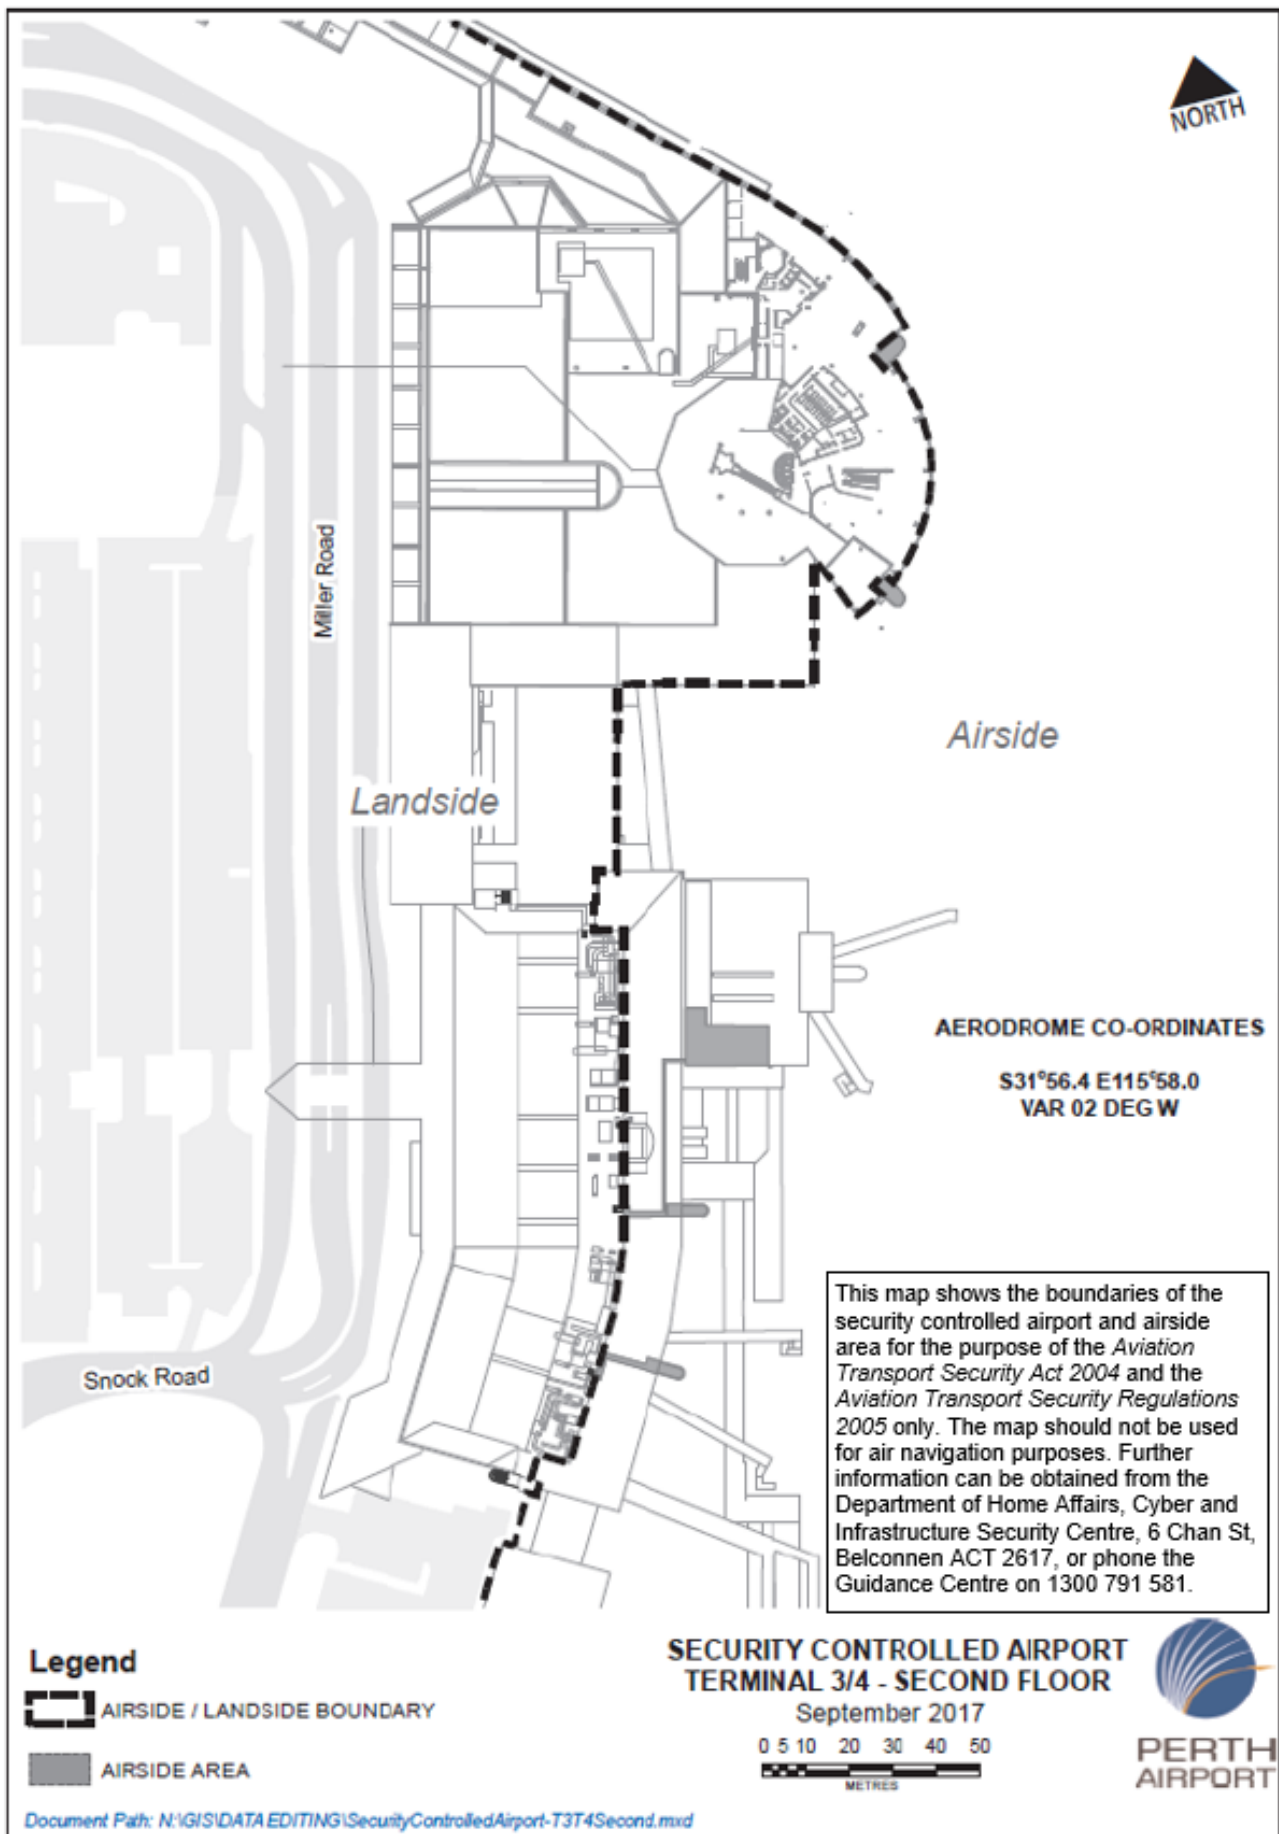 NORTH
Miller Road
Airside
Landside
AERODROME CO-ORDINATES
S31°56.4 E115°58.0
VAR 02 DEG W
Snook Road
This map shows the boundaries of the
security controlled airport and airside
area for the purpose of the Aviation
Transport Security Act 2004 and the
Aviation Transport Security Regulations
2005 only. The map should not be used
for air navigation purposes. Further
information can be obtained from the
Department of Home Affairs, Cyber and
Infrastructure Security Centre, 6 Chan St,
Belconnen ACT 2617, or phone the
Guidance Centre on 1300 791 581.
Legend
AIRSIDE / LANDSIDE BOUNDARY
AIRSIDE AREA
SECURITY CONTROLLED AIRPORT
TERMINAL 3/4 - SECOND FLOOR
September 2017
0 5 10 20 30 40 50
METRES
PERTH
AIRPORT
Document Path: N:\GIS\DATA EDITING\SecurityControlledAirport-T3T4Second.mxd